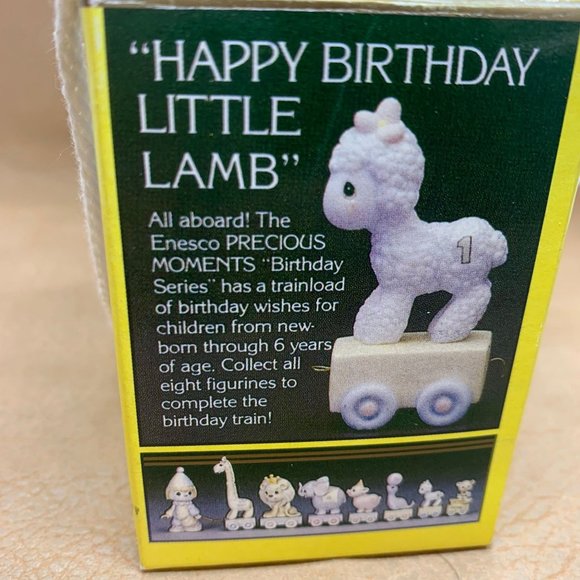 “HAPPY BIRTHDAY
LITTLE
LAMB”
All aboard! The
Enesco PRECIOUS
MOMENTS “Birthday
Series” has a trainload
of birthday wishes for
children from new-
born through 6 years
of age. Collect all
eight figurines to
complete the
birthday train!
1